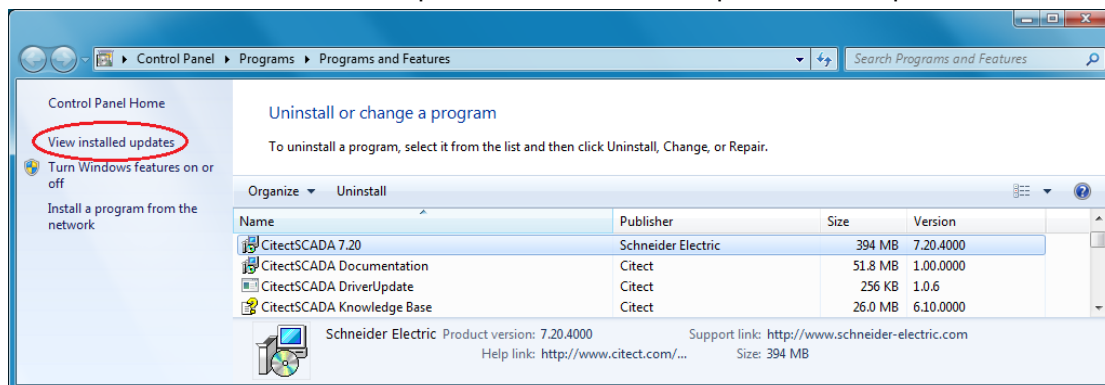 Control Panel ▸ Programs ▸ Programs and Features
Search Programs and Features
Control Panel Home
View installed updates
Turn Windows features on or
off
Install a program from the
network
Uninstall or change a program
To uninstall a program, select it from the list and then click Uninstall, Change, or Repair.
Organize Uninstall
Name Publisher Size Version
CitectSCADA 7.20 Schneider Electric 394 MB 7.20.4000
CitectSCADA Documentation Citect 51.8 MB 1.00.0000
CitectSCADA DriverUpdate Citect 256 KB 1.0.6
CitectSCADA Knowledge Base Citect 26.0 MB 6.10.0000
Schneider Electric Product version: 7.20.4000 Support link: http://www.schneider-electric.com
Help link: http://www.citect.com/... Size: 394 MB